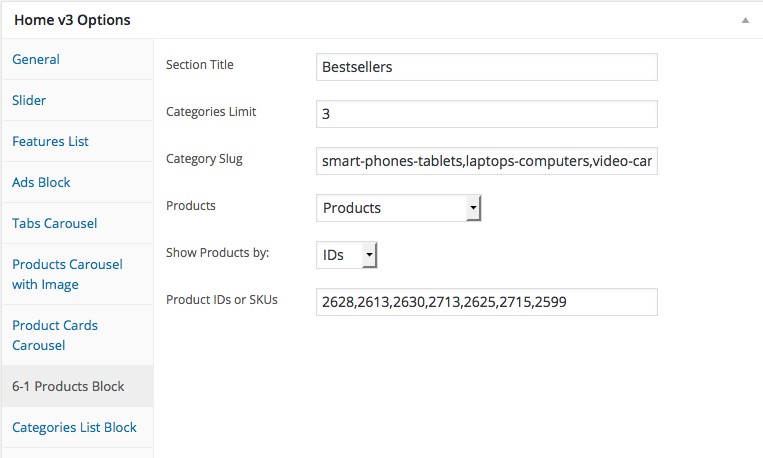 Home v3 Options
General
Slider
Features List
Ads Block
Tabs Carousel
Products Carousel
with Image
Product Cards
Carousel
6-1 Products Block
Categories List Block
Section Title
Bestsellers
Categories Limit
3
Category Slug
smart-phones-tablets,laptops-computers,video-car
Products
Products
Show Products by:
IDs
Product IDs or SKUs
2628,2613,2630,2713,2625,2715,2599